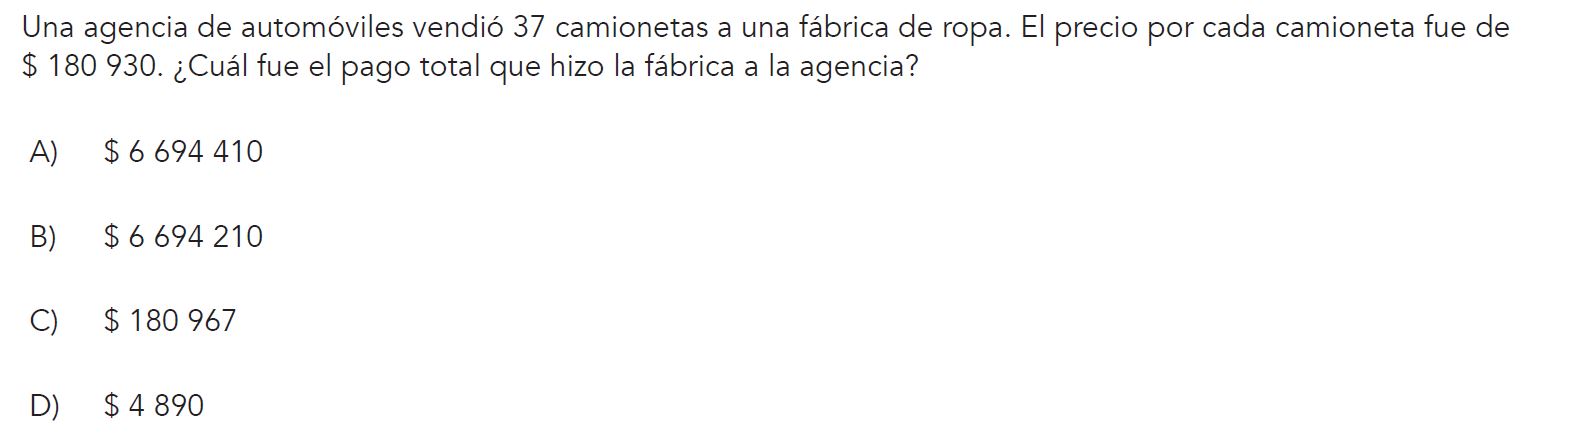 Una agencia de automóviles vendió 37 camionetas a una fábrica de ropa. El precio por cada camioneta fue de
$ 180 930. ¿Cuál fue el pago total que hizo la fábrica a la agencia?
A) $ 6 694 410
B) $ 6 694 210
C) $ 180 967
D) $ 4 890